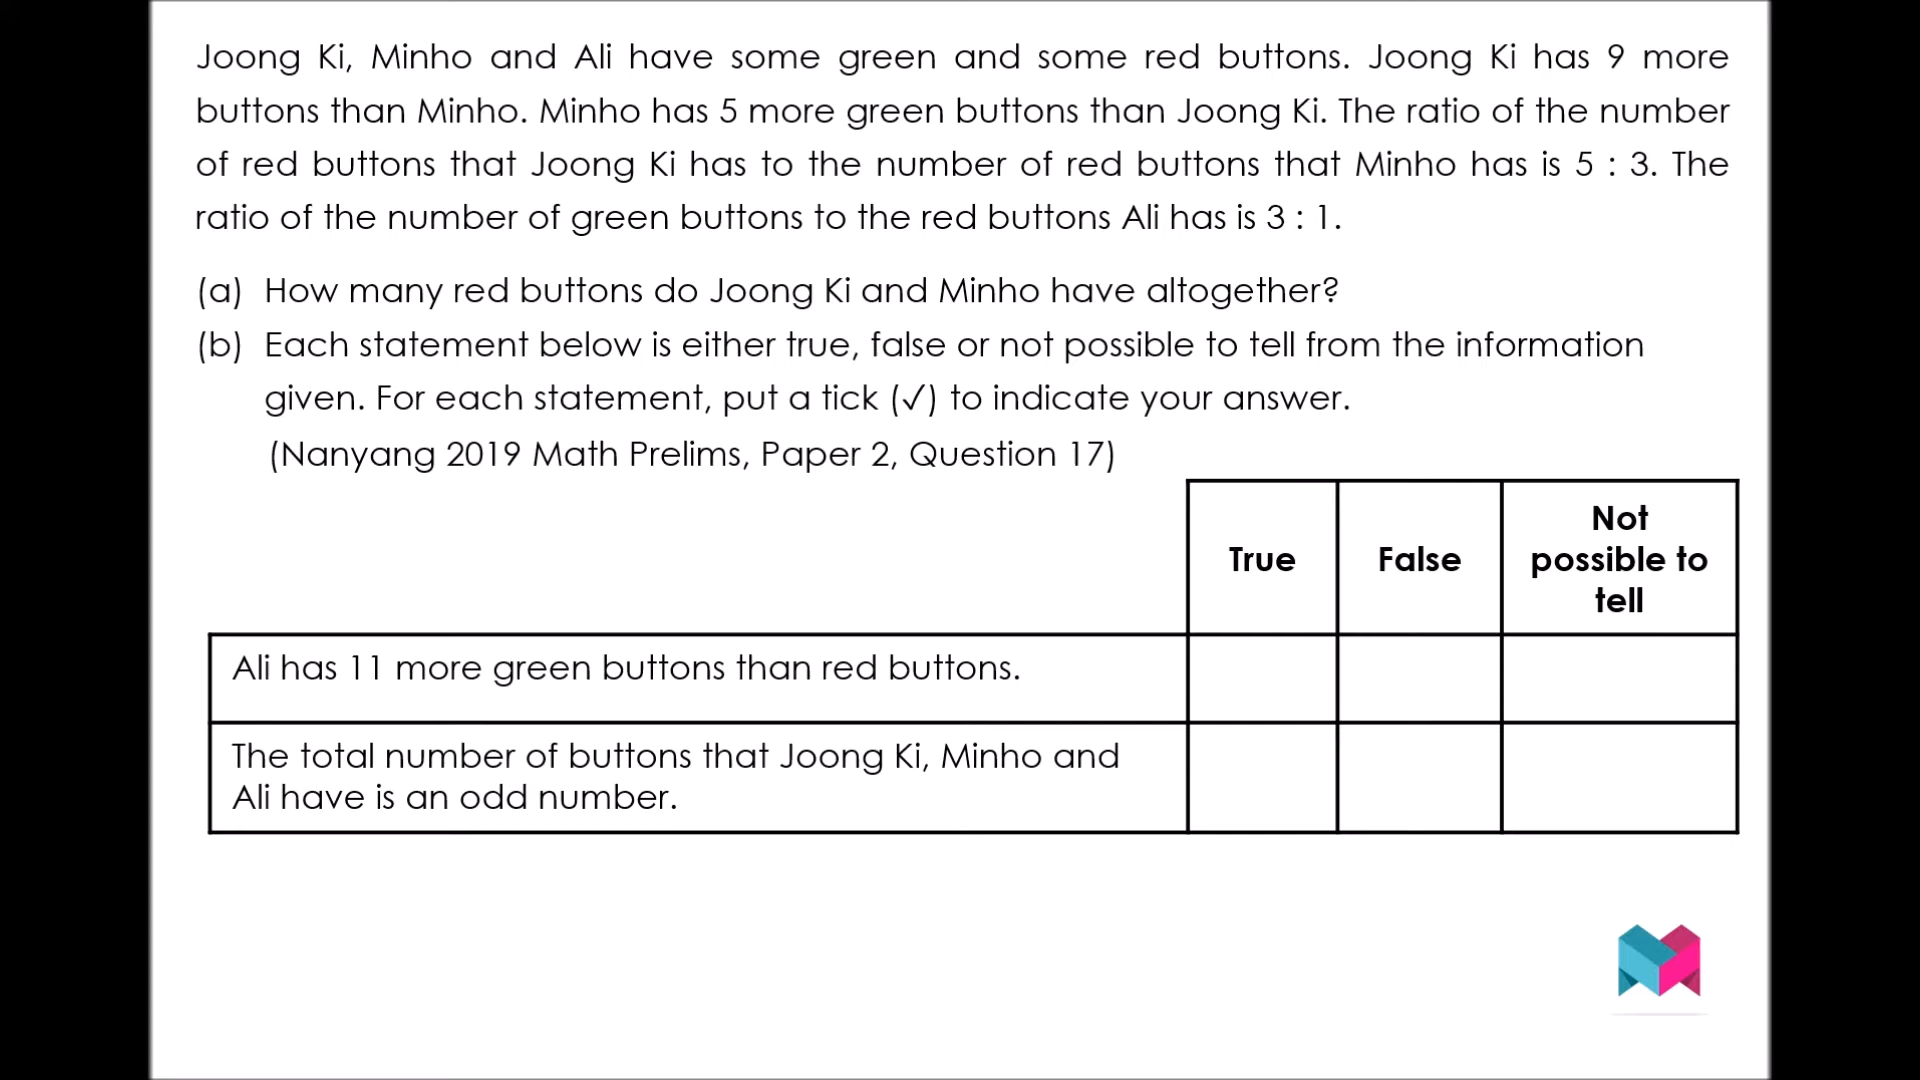 Joong Ki, Minho and Ali have some green and some red buttons. Joong Ki has 9 more
buttons than Minho. Minho has 5 more green buttons than Joong Ki. The ratio of the number
of red buttons that Joong Ki has to the number of red buttons that Minho has is 5 : 3. The
ratio of the number of green buttons to the red buttons Ali has is 3 : 1.
(a) How many red buttons do Joong Ki and Minho have altogether?
(b) Each statement below is either true, false or not possible to tell from the information
given. For each statement, put a tick (✓) to indicate your answer.
(Nanyang 2019 Math Prelims, Paper 2, Question 17)
True
False
Not
possible to
tell
Ali has 11 more green buttons than red buttons.
The total number of buttons that Joong Ki, Minho and
Ali have is an odd number.